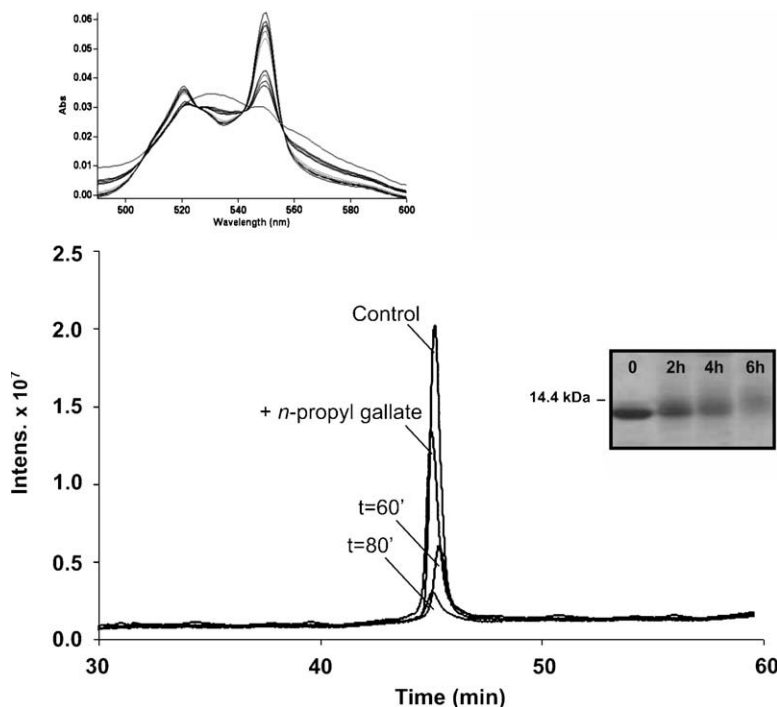 0.06
0.05
0.04
0.03
0.02
0.01
0.00
Abs
500 520 540 560 580 600
Wavelength (nm)
2.5
2.0
1.5
1.0
0.5
0.0
Intens. x 10⁷
Control
+ n-propyl gallate
t=60’
t=80’
0 2h 4h 6h
14.4 kDa
30 40 50 60
Time (min)